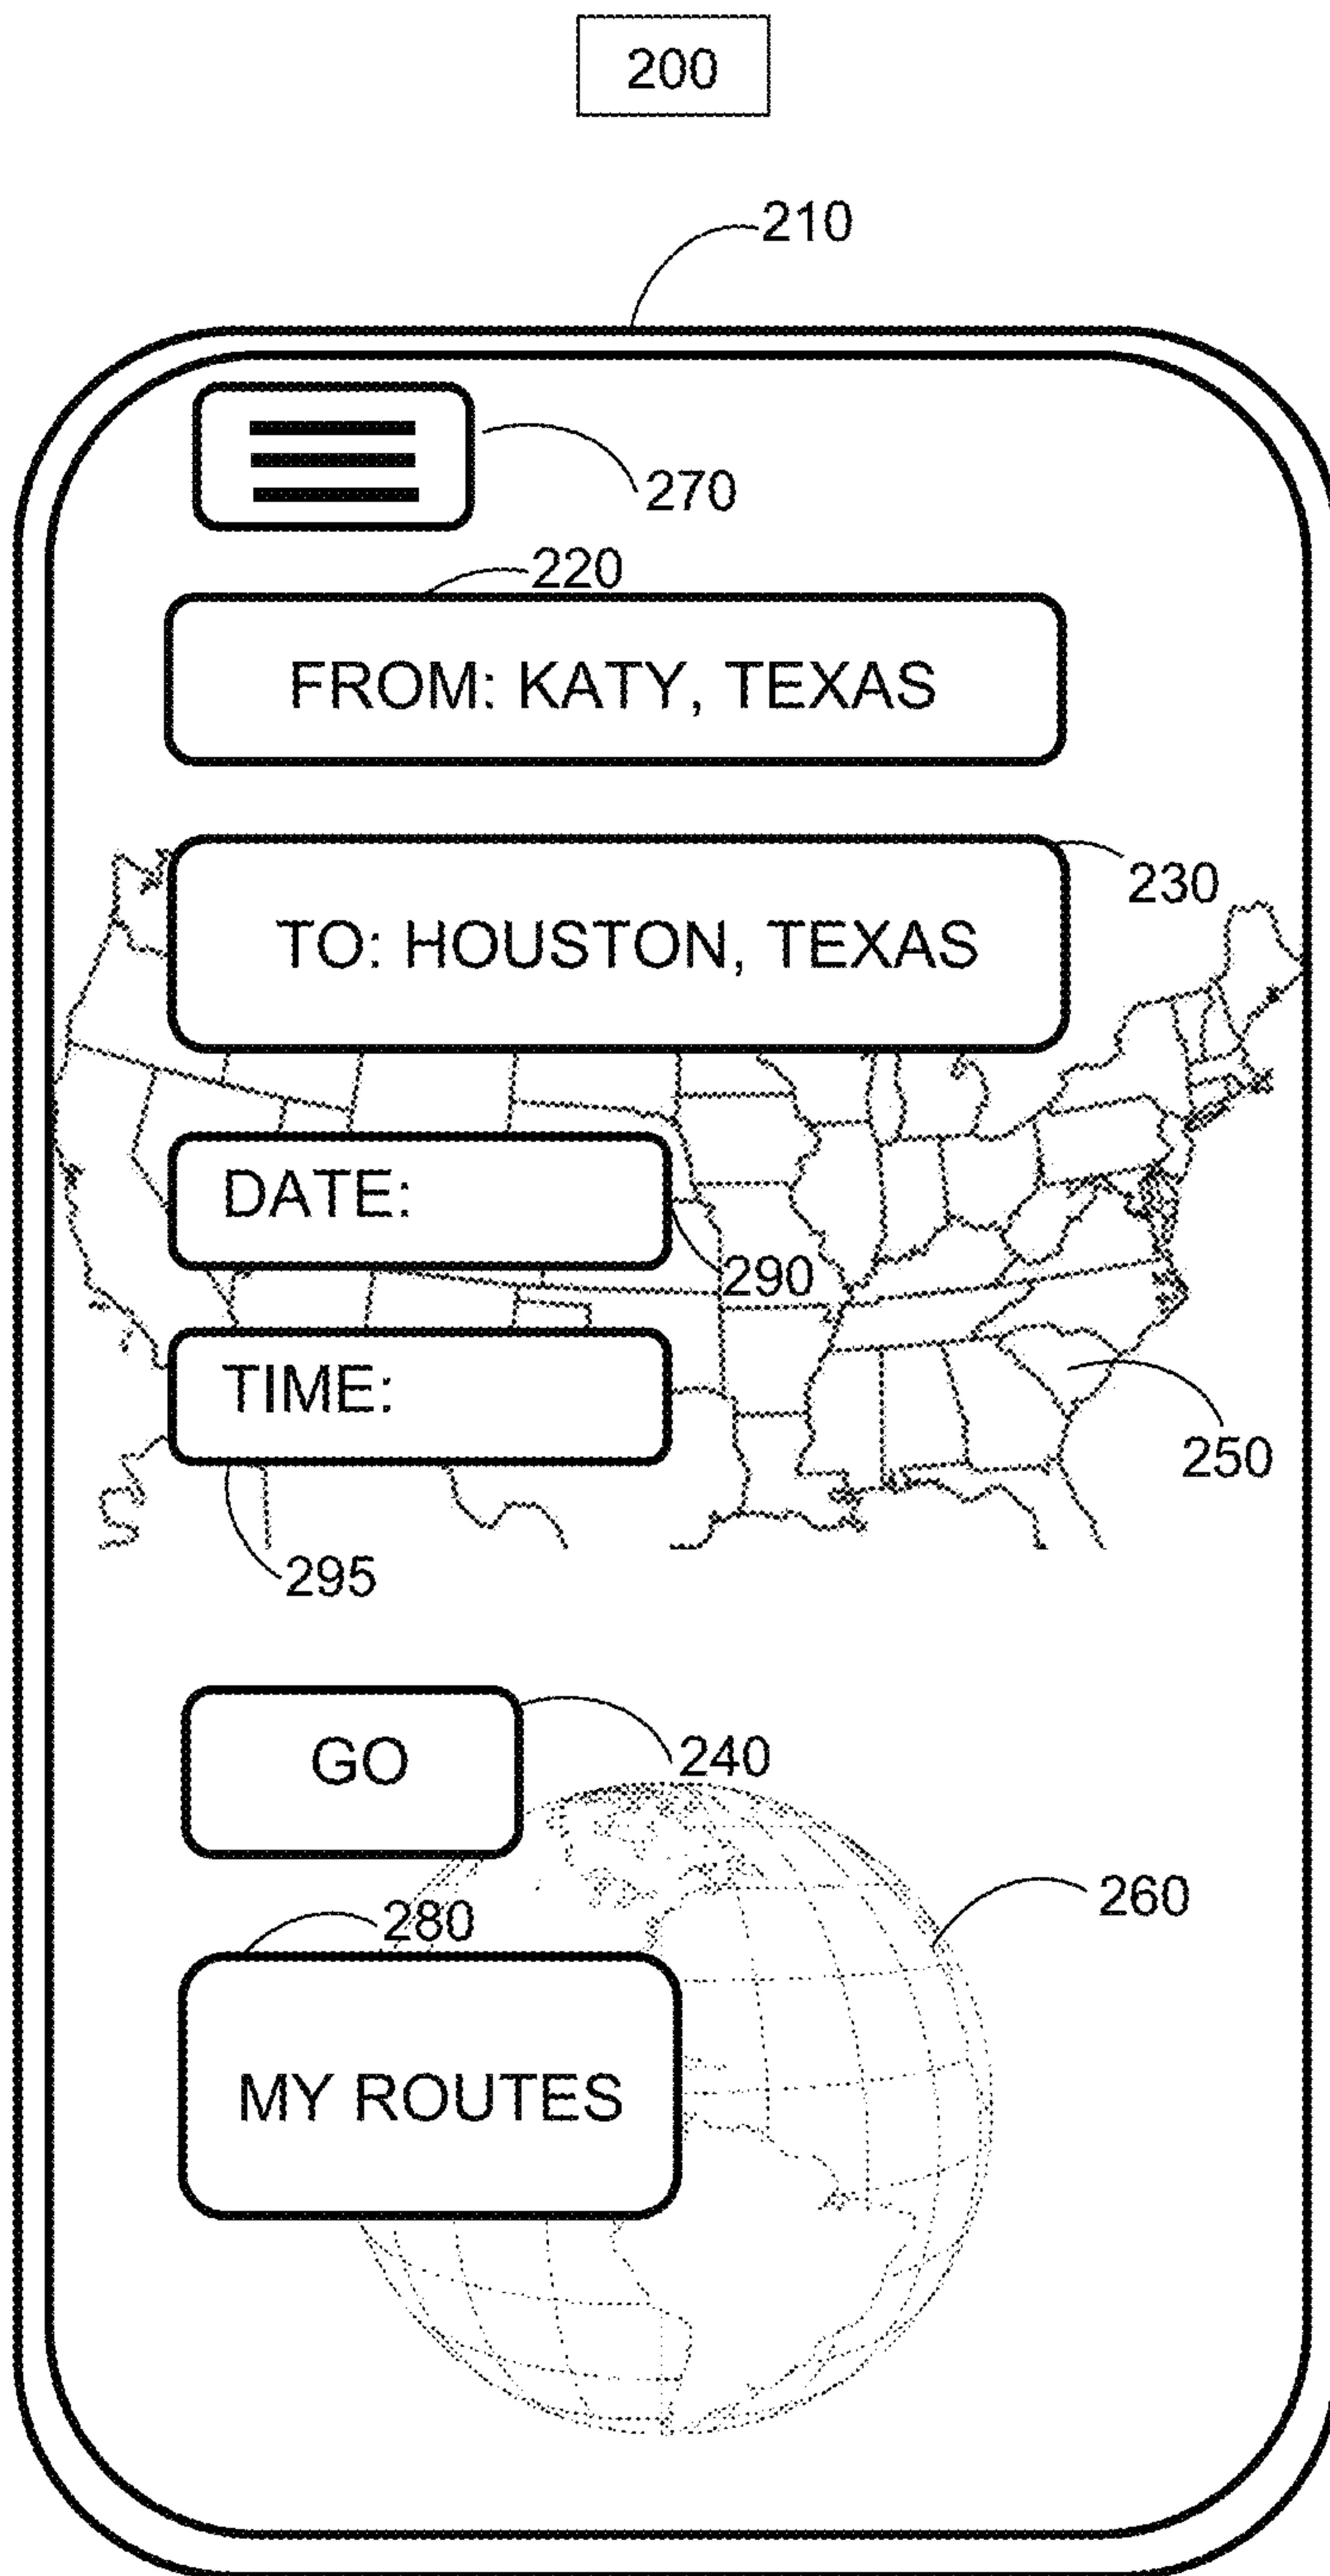 200
210
270
220
FROM: KATY, TEXAS
230
TO: HOUSTON, TEXAS
DATE:
290
TIME:
250
295
GO
240
260
280
MY ROUTES